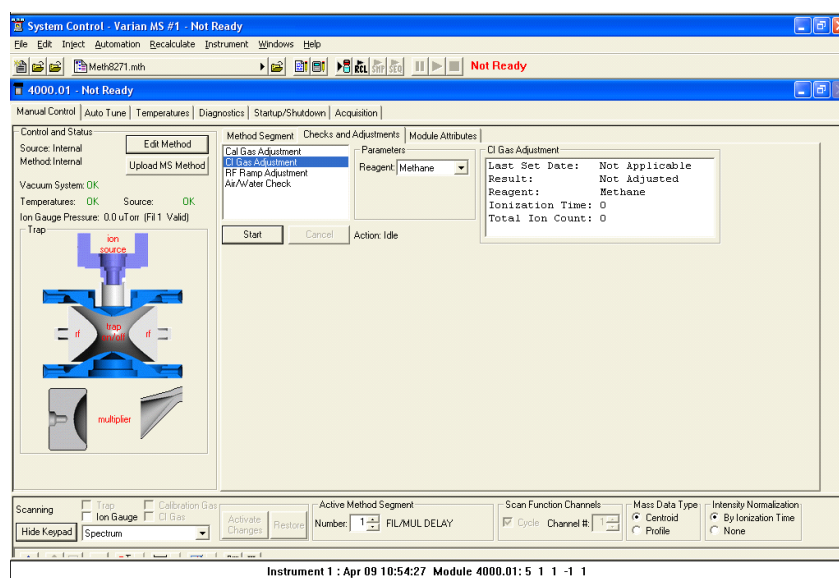 System Control - Varian MS #1 - Not Ready
File Edit Inject Automation Recalculate Instrument Windows Help
Meth8271.mth RCL SMP SEQ Not Ready
4000.01 - Not Ready
Manual Control Auto Tune Temperatures Diagnostics Startup/Shutdown Acquisition
Control and Status
Source: Internal
Method: Internal
Edit Method
Upload MS Method
Vacuum System: OK
Temperatures: OK Source: OK
Ion Gauge Pressure: 0.0 uTorr (Fil 1 Valid)
Trap
ion
source
rf
trap
on/off
rf
multiplier
Method Segment Checks and Adjustments Module Attributes
Cal Gas Adjustment
CI Gas Adjustment
RF Ramp Adjustment
Air/Water Check
Parameters
Reagent: Methane
Start Cancel Action: Idle
CI Gas Adjustment
Last Set Date: Not Applicable
Result: Not Adjusted
Reagent: Methane
Ionization Time: 0
Total Ion Count: 0
Scanning
Trap Calibration Gas
Ion Gauge CI Gas
Hide Keypad Spectrum
Activate
Changes
Restore
Active Method Segment
Number: 1 FIL/MUL DELAY
Scan Function Channels
Cycle Channel #: 1
Mass Data Type
Centroid
Profile
Intensity Normalization
By Ionization Time
None
Instrument 1 : Apr 09 10:54:27 Module 4000.01: 5 1 1 -1 1